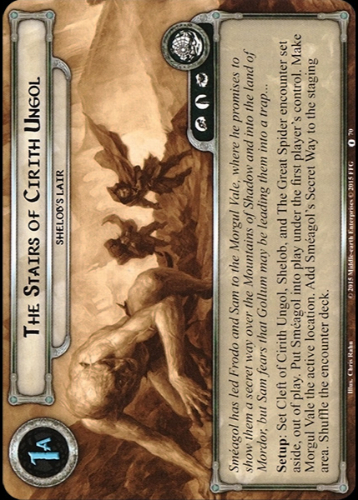 1A
THE STAIRS OF CIRITH UNGOL
SHELOB'S LAIR
Sméagol has led Frodo and Sam to the Morgul Vale, where he promises to
show them a secret way over the Mountains of Shadow and into the land of
Mordor, but Sam fears that Gollum may be leading them into a trap...
Setup: Set Cleft of Cirith Ungol, Shelob, and The Great Spider encounter set
aside, out of play. Put Sméagol into play under the first player's control. Make
Morgul Vale the active location. Add Sméagol's Secret Way to the staging
area. Shuffle the encounter deck.
Illus. Chris Rahn © 2015 Middle-earth Enterprises © 2015 FFG 70